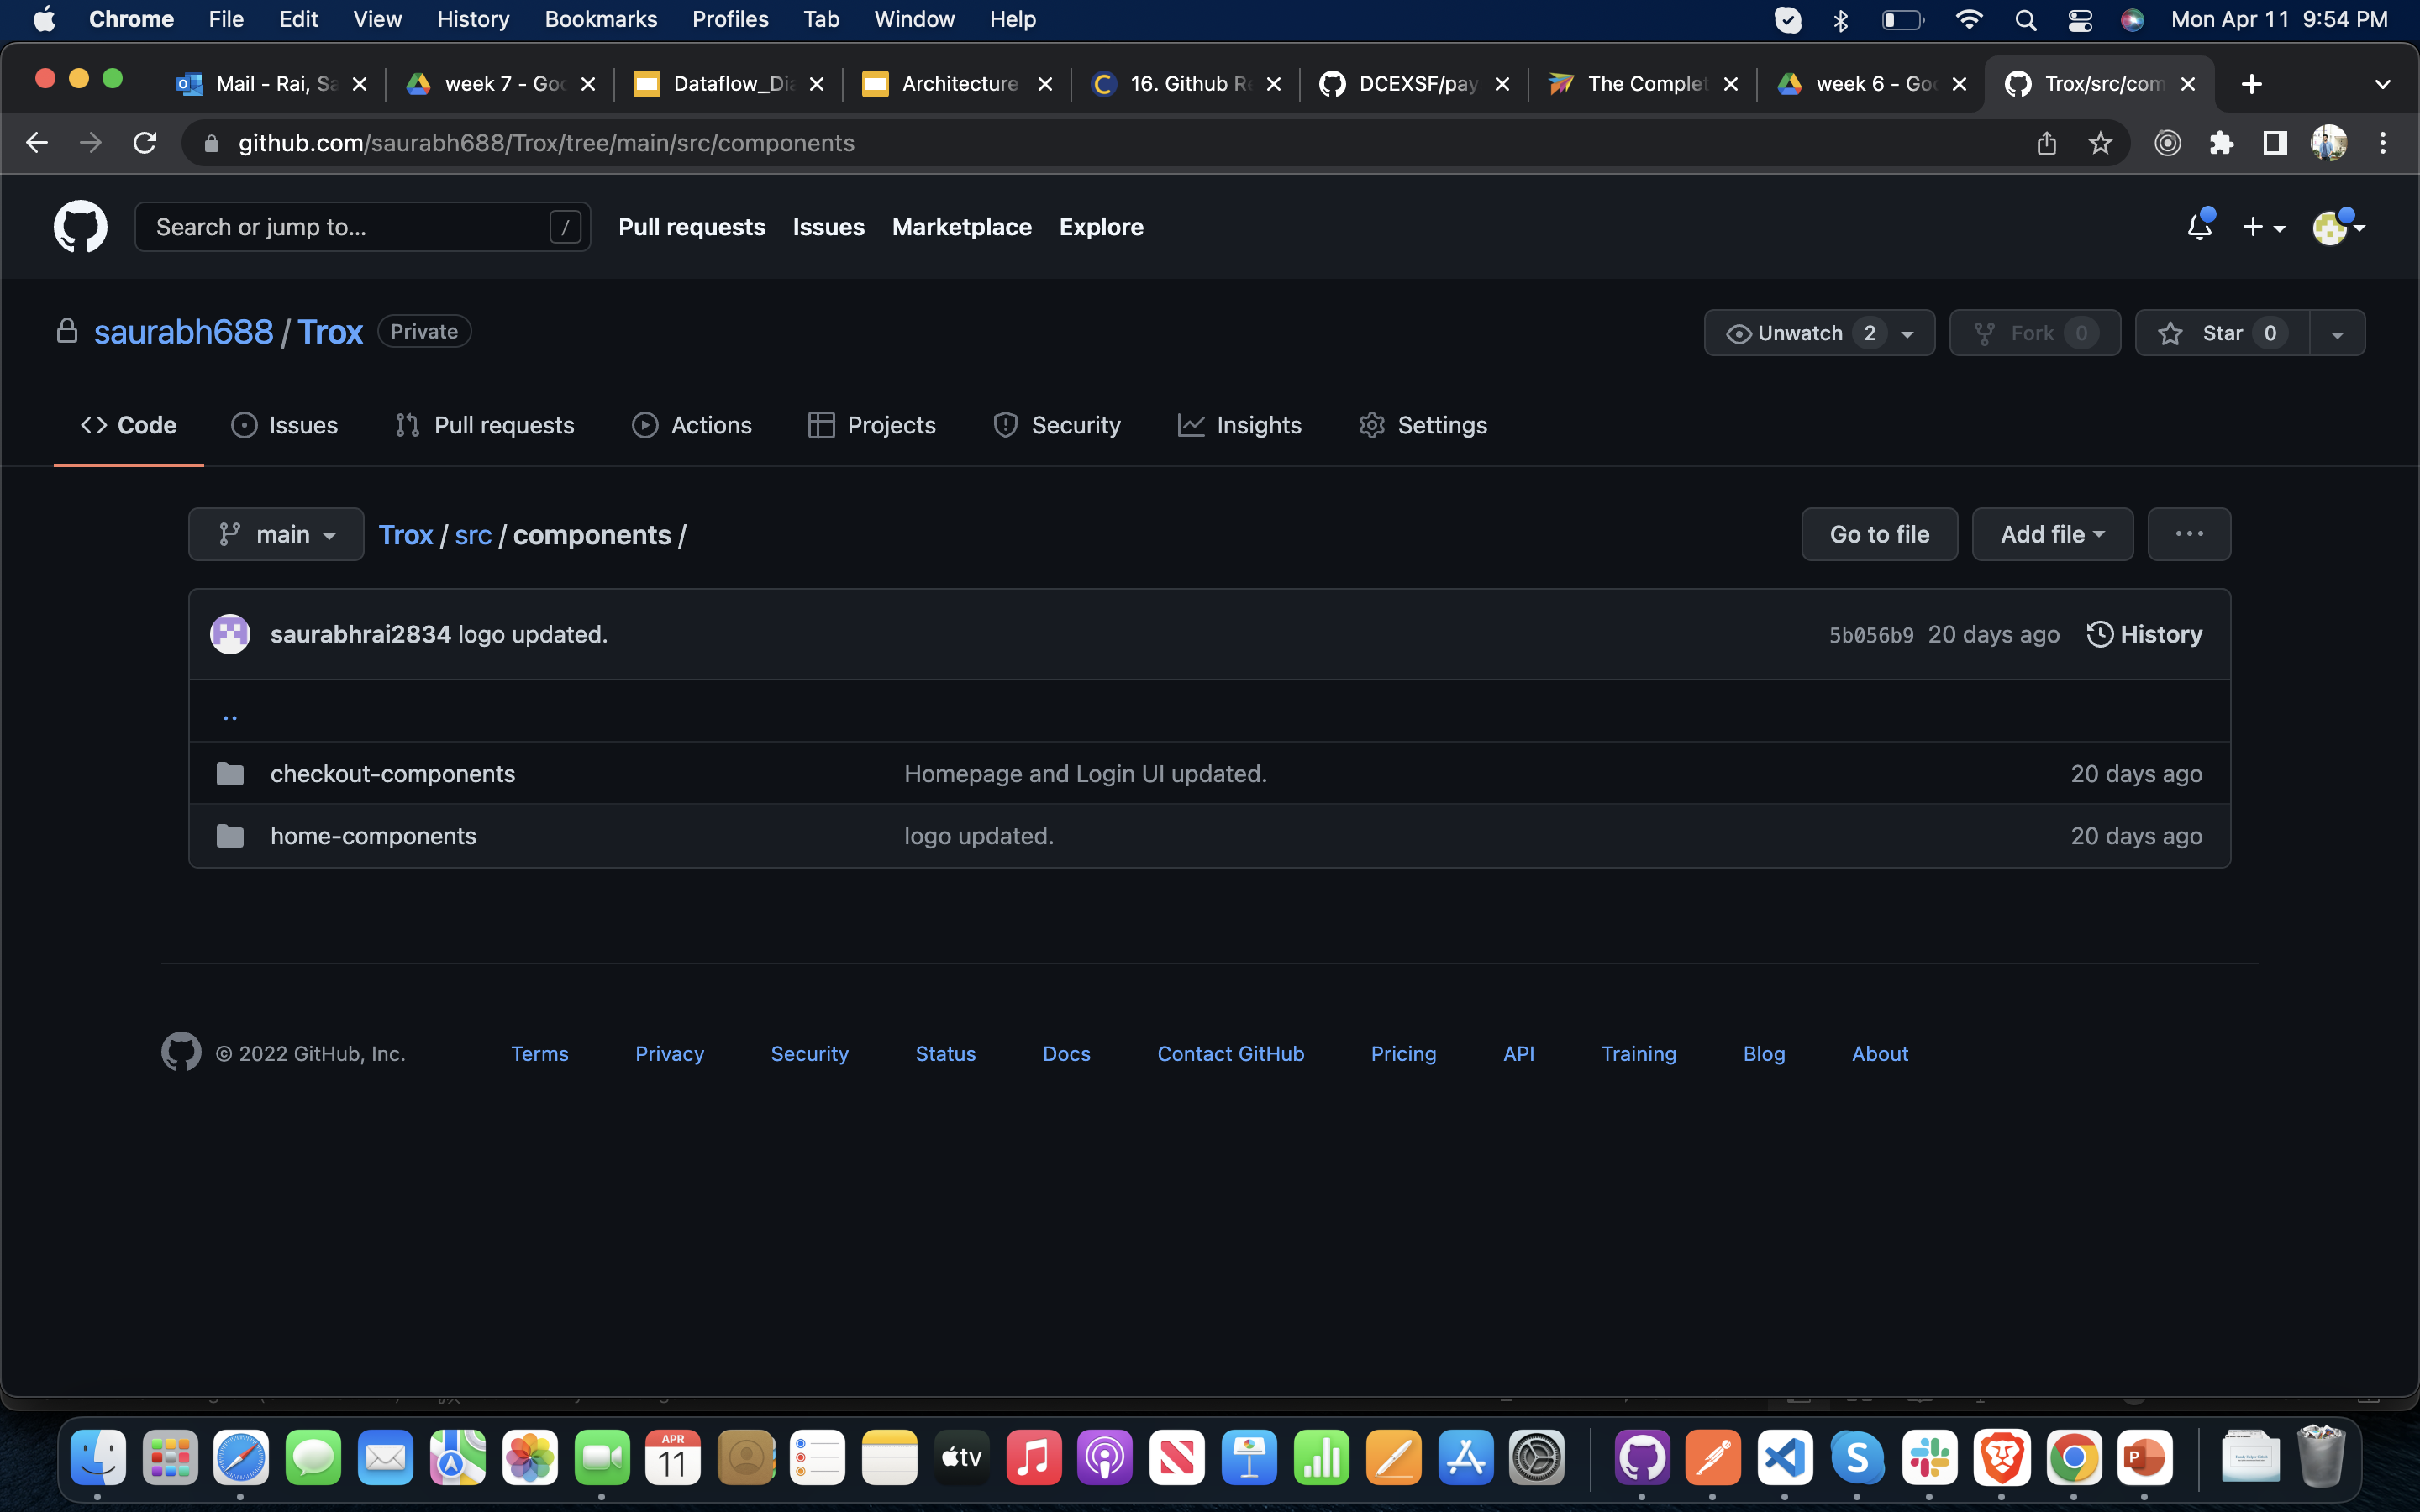 Chrome File Edit View History Bookmarks Profiles Tab Window Help Mon Apr 11 9:54 PM
Mail - Rai, Sa week 7 - Goo Dataflow_Dia Architecture 16. Github Re DCEXSF/pay The Complet week 6 - Goo Trox/src/com
github.com/saurabh688/Trox/tree/main/src/components
Search or jump to... / Pull requests Issues Marketplace Explore
saurabh688 / Trox Private Unwatch 2 Fork 0 Star 0
Code Issues Pull requests Actions Projects Security Insights Settings
main Trox / src / components / Go to file Add file ...
saurabhrai2834 logo updated. 5b056b9 20 days ago History
..
checkout-components Homepage and Login UI updated. 20 days ago
home-components logo updated. 20 days ago
© 2022 GitHub, Inc. Terms Privacy Security Status Docs Contact GitHub Pricing API Training Blog About
APR
11
tv
S
P